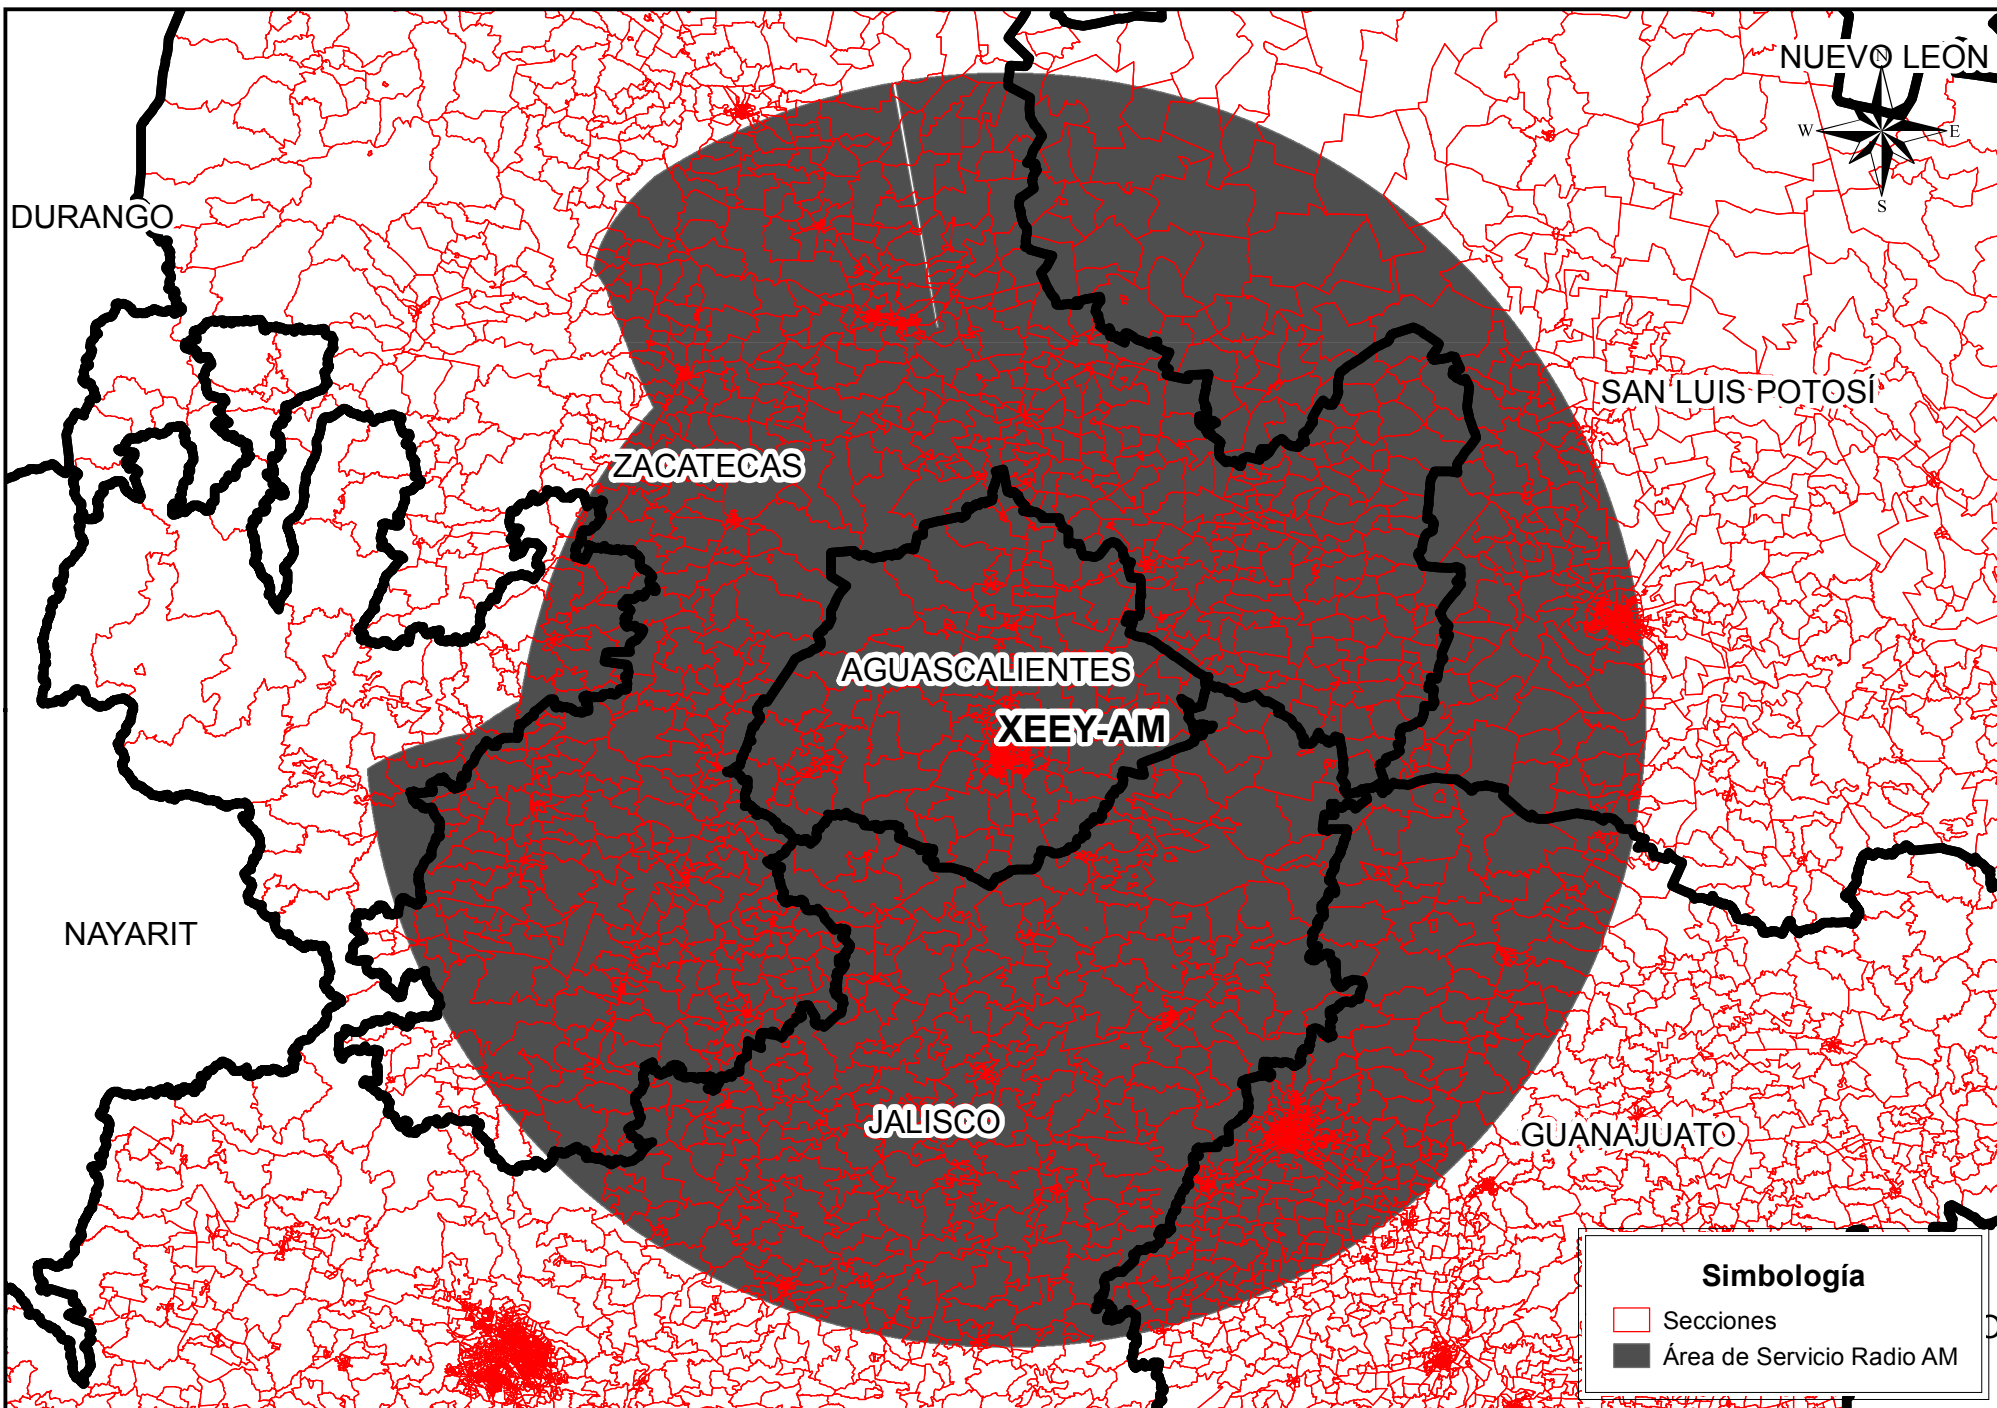 NUEVO LEÓN
N
W
E
S
DURANGO
SAN LUIS POTOSÍ
ZACATECAS
AGUASCALIENTES
XEEY-AM
NAYARIT
JALISCO
GUANAJUATO
Simbología
Secciones
Área de Servicio Radio AM